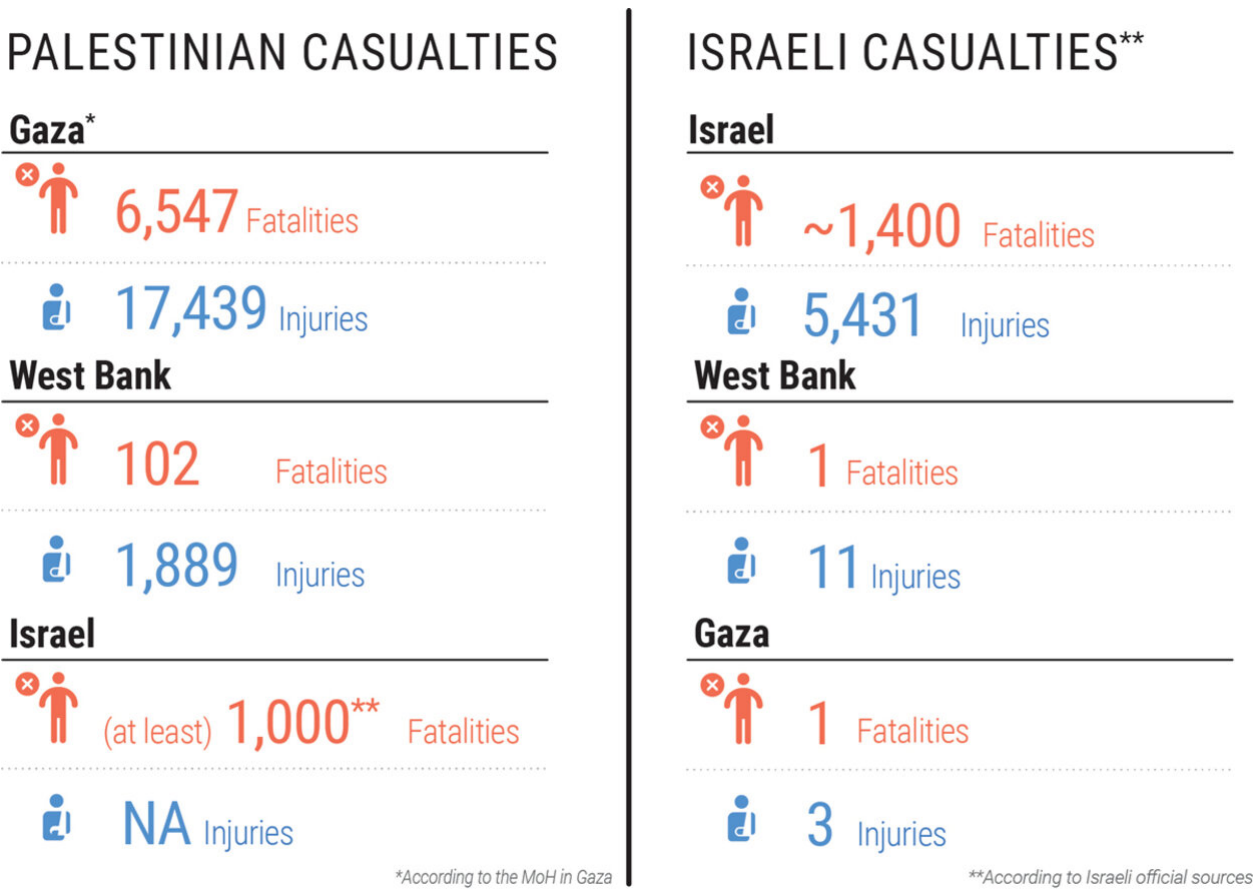 PALESTINIAN CASUALTIES
Gaza*
6,547 Fatalities
17,439 Injuries
West Bank
102 Fatalities
1,889 Injuries
Israel
(at least) 1,000** Fatalities
NA Injuries
*According to the MoH in Gaza
ISRAELI CASUALTIES**
Israel
~1,400 Fatalities
5,431 Injuries
West Bank
1 Fatalities
11 Injuries
Gaza
1 Fatalities
3 Injuries
**According to Israeli official sources